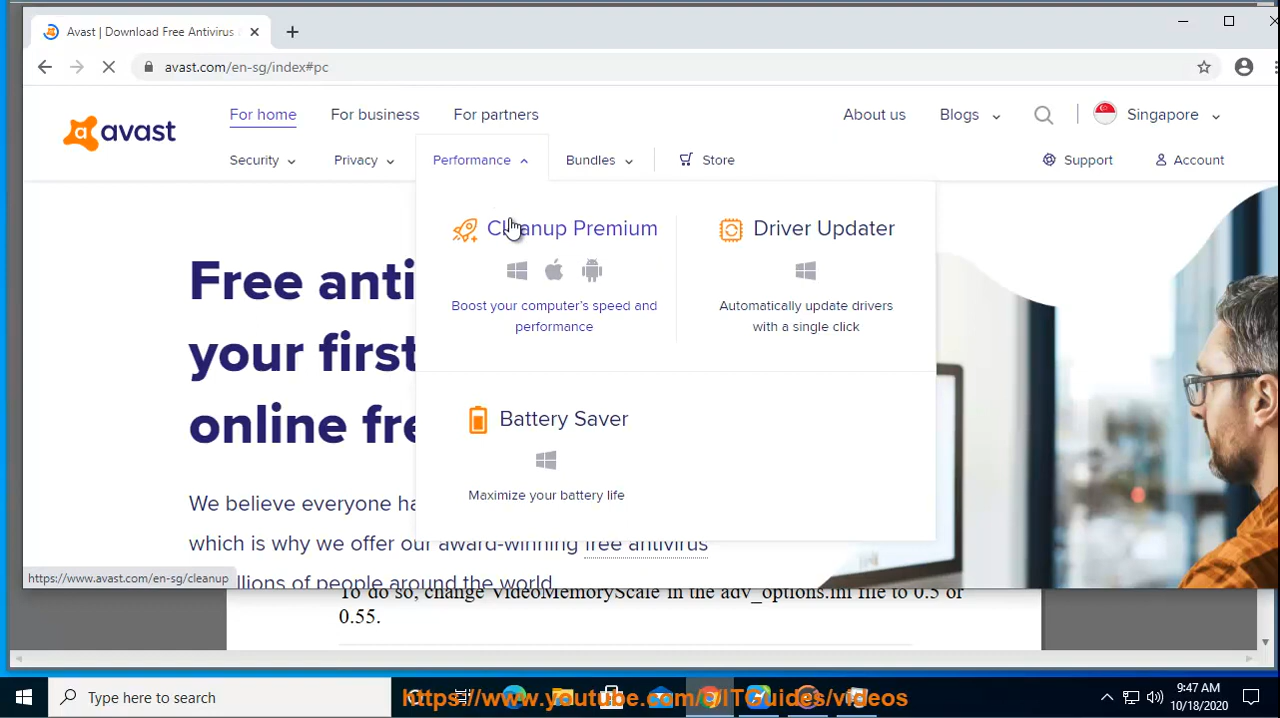 Avast | Download Free Antivirus
avast.com/en-sg/index#pc
avast
For home For business For partners About us Blogs Singapore
Security Privacy Performance Bundles Store Support Account
Cleanup Premium Driver Updater
Boost your computer's speed and performance
Automatically update drivers with a single click
Battery Saver
Maximize your battery life
Free anti
your first
online fre
We believe everyone ha
which is why we offer our award-winning free antivirus
llions of people around the world.
https://www.avast.com/en-sg/cleanup
To do so, change VideoMemoryScale in the adv_options.ini file to 0.5 or
0.55.
Type here to search
Https://www.youtube.com/c/ITGuides/videos
9:47 AM
10/18/2020